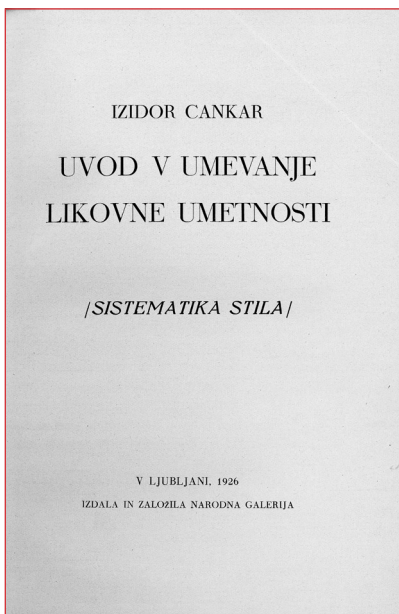 IZIDOR CANKAR
UVOD V UMEVANJE
LIKOVNE UMETNOSTI
/SISTEMATIKA STILA/
V LJUBLJANI, 1926
IZDALA IN ZALOŽILA NARODNA GALERIJA